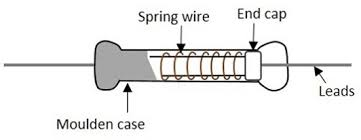 Spring wire
End cap
Leads
Moulden case